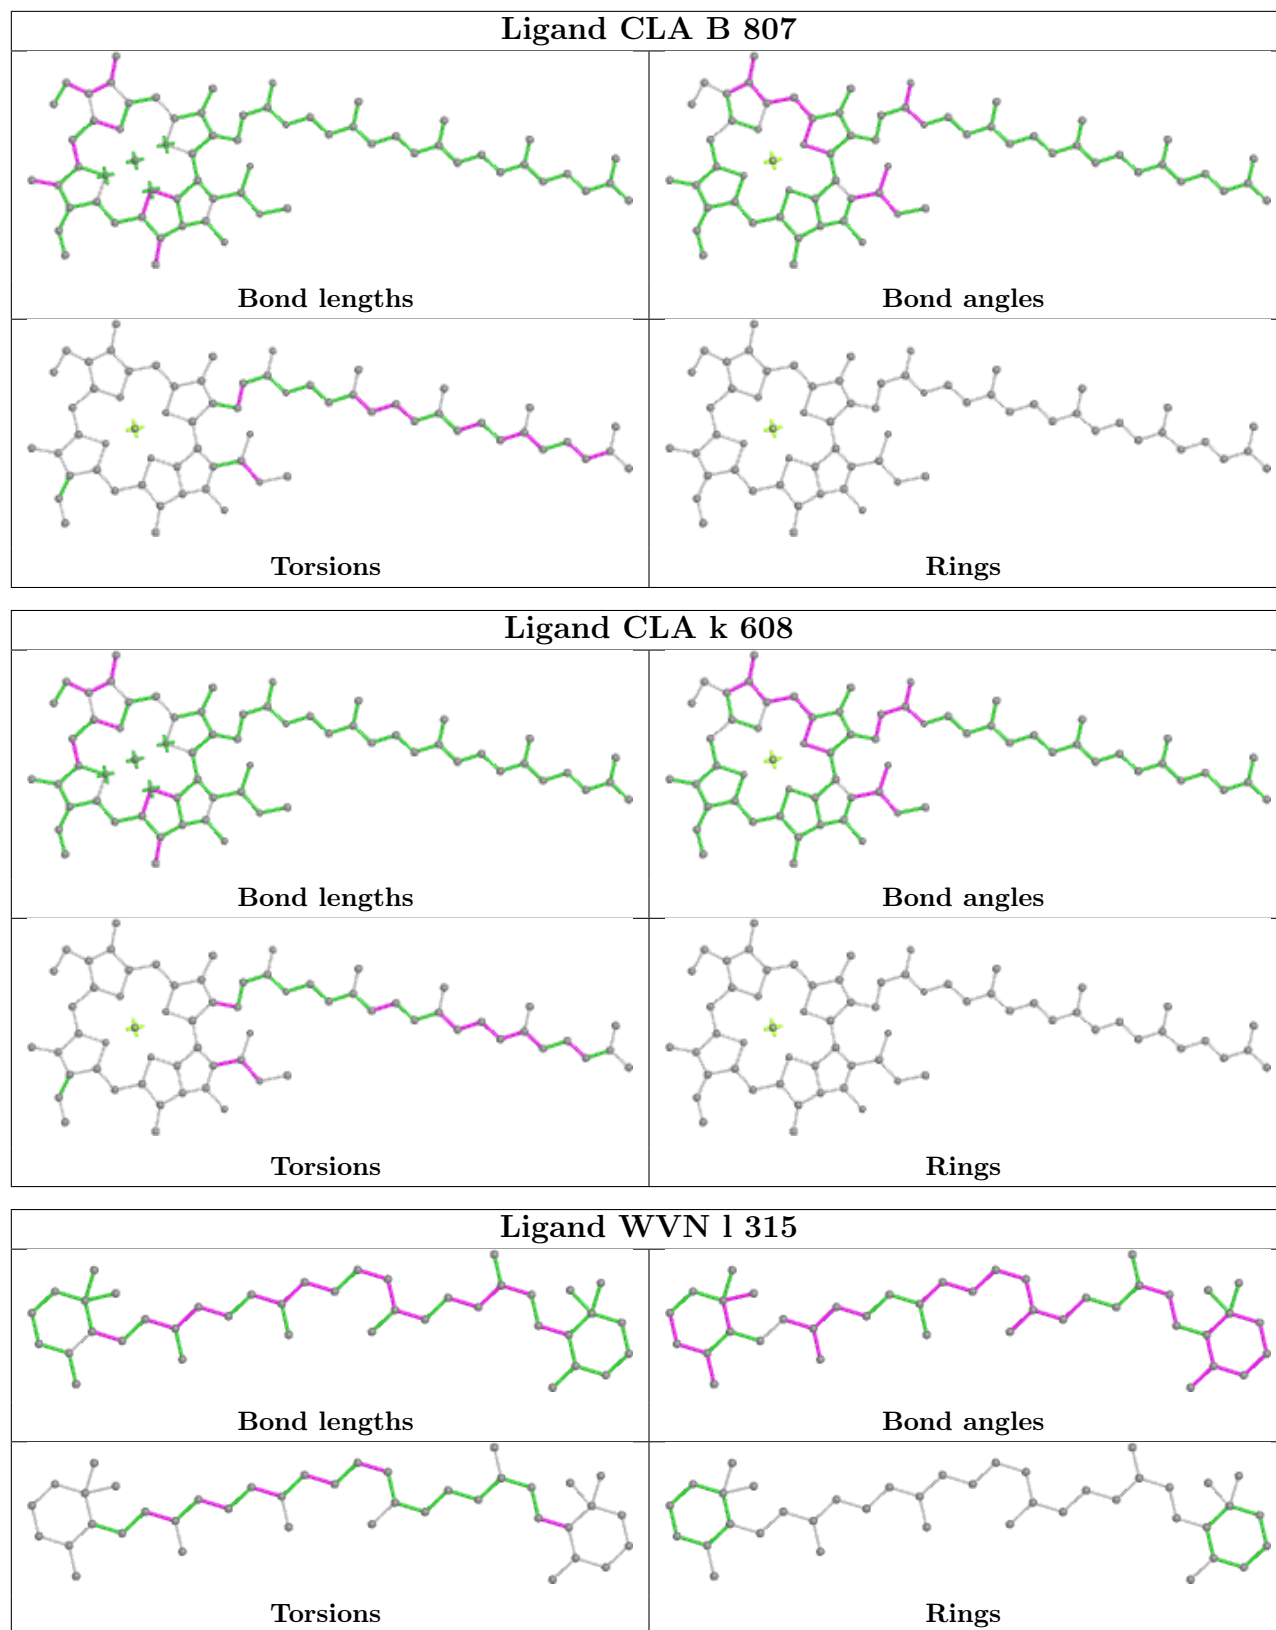 Ligand CLA B 807
Bond lengths
Bond angles
Torsions
Rings
Ligand CLA k 608
Bond lengths
Bond angles
Torsions
Rings
Ligand WVN l 315
Bond lengths
Bond angles
Torsions
Rings